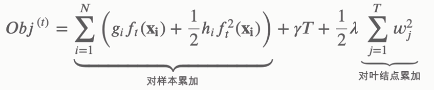 Obj^{(t)} = \sum_{i=1}^{N} \left( g_i f_t(\mathbf{x_i}) + \frac{1}{2} h_i f_t^2(\mathbf{x_i}) \right) + \gamma T + \frac{1}{2} \lambda \sum_{j=1}^{T} w_j^2
对样本累加 对叶结点累加